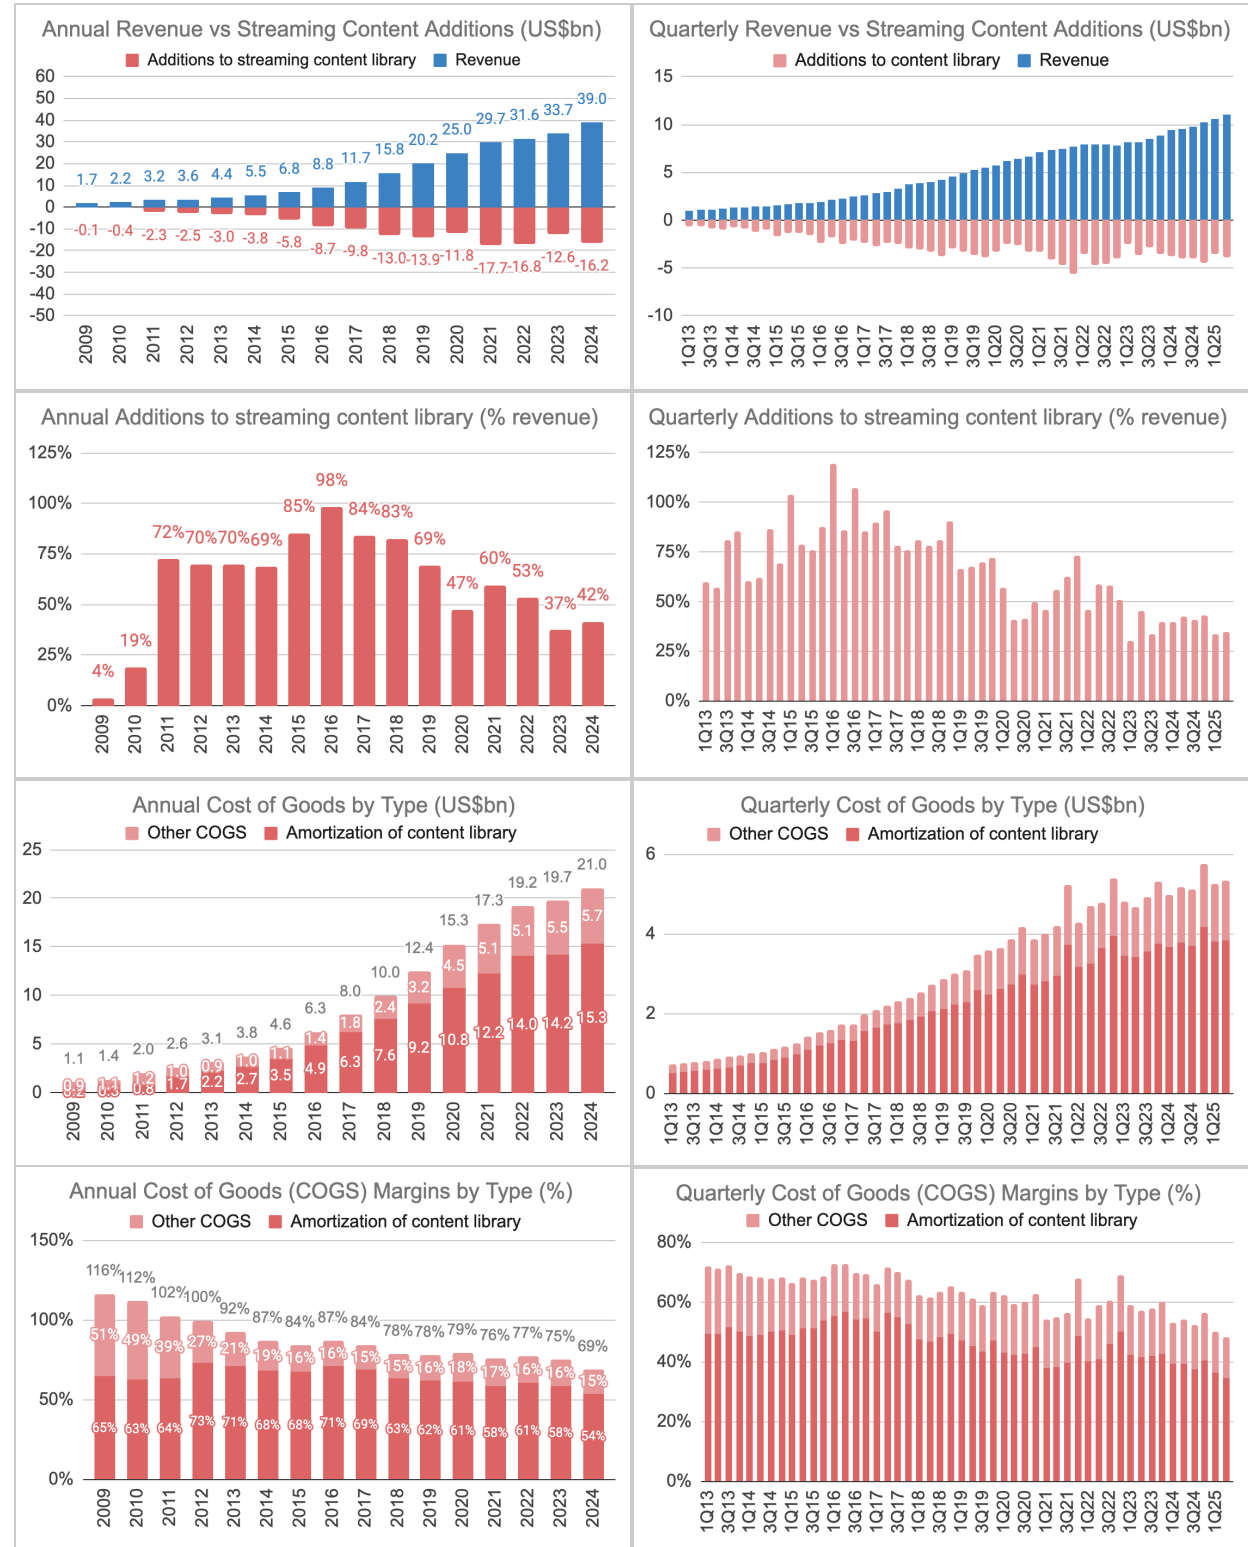 Annual Revenue vs Streaming Content Additions (US$bn)
Additions to streaming content library Revenue
60
50
40
30
20
10
0
-10
-20
-30
-40
-50
1.7 2.2 3.2 3.6 4.4 5.5 6.8 8.8 11.7 15.8 20.2 25.0 29.7 31.6 33.7 39.0
-0.1 -0.4 -2.3 -2.5 -3.0 -3.8 -5.8 -8.7 -9.8 -13.0 -13.9 -11.8 -17.7 -16.8 -12.6 -16.2
2009 2010 2011 2012 2013 2014 2015 2016 2017 2018 2019 2020 2021 2022 2023 2024
Quarterly Revenue vs Streaming Content Additions (US$bn)
Additions to content library Revenue
15
10
5
0
-5
-10
1Q13 3Q13 1Q14 3Q14 1Q15 3Q15 1Q16 3Q16 1Q17 3Q17 1Q18 3Q18 1Q19 3Q19 1Q20 3Q20 1Q21 3Q21 1Q22 3Q22 1Q23 3Q23 1Q24 3Q24 1Q25
Annual Additions to streaming content library (% revenue)
125%
100%
75%
50%
25%
0%
4% 19% 72% 70% 70% 69% 85% 98% 84% 83% 69% 47% 60% 53% 37% 42%
2009 2010 2011 2012 2013 2014 2015 2016 2017 2018 2019 2020 2021 2022 2023 2024
Quarterly Additions to streaming content library (% revenue)
125%
100%
75%
50%
25%
0%
1Q13 3Q13 1Q14 3Q14 1Q15 3Q15 1Q16 3Q16 1Q17 3Q17 1Q18 3Q18 1Q19 3Q19 1Q20 3Q20 1Q21 3Q21 1Q22 3Q22 1Q23 3Q23 1Q24 3Q24 1Q25
Annual Cost of Goods by Type (US$bn)
Other COGS Amortization of content library
25
20
15
10
5
0
1.1 1.4 2.0 2.6 3.1 3.8 4.6 6.3 8.0 10.0 12.4 15.3 17.3 19.2 19.7 21.0
0.9 1.1 1.2 1.0 0.9 1.0 1.1 1.4 1.8 2.4 3.2 4.5 5.1 5.1 5.5 5.7
0.2 0.3 0.8 1.7 2.2 2.7 3.5 4.9 6.3 7.6 9.2 10.8 12.2 14.0 14.2 15.3
2009 2010 2011 2012 2013 2014 2015 2016 2017 2018 2019 2020 2021 2022 2023 2024
Quarterly Cost of Goods by Type (US$bn)
Other COGS Amortization of content library
6
4
2
0
1Q13 3Q13 1Q14 3Q14 1Q15 3Q15 1Q16 3Q16 1Q17 3Q17 1Q18 3Q18 1Q19 3Q19 1Q20 3Q20 1Q21 3Q21 1Q22 3Q22 1Q23 3Q23 1Q24 3Q24 1Q25
Annual Cost of Goods (COGS) Margins by Type (%)
Other COGS Amortization of content library
150%
100%
50%
0%
116% 112% 102% 100% 92% 87% 84% 87% 84% 78% 78% 79% 76% 77% 75% 69%
51% 49% 39% 27% 21% 19% 16% 16% 15% 15% 16% 18% 17% 16% 16% 15%
65% 63% 64% 73% 71% 68% 68% 71% 69% 63% 62% 61% 58% 61% 58% 54%
2009 2010 2011 2012 2013 2014 2015 2016 2017 2018 2019 2020 2021 2022 2023 2024
Quarterly Cost of Goods (COGS) Margins by Type (%)
Other COGS Amortization of content library
80%
60%
40%
20%
0%
1Q13 3Q13 1Q14 3Q14 1Q15 3Q15 1Q16 3Q16 1Q17 3Q17 1Q18 3Q18 1Q19 3Q19 1Q20 3Q20 1Q21 3Q21 1Q22 3Q22 1Q23 3Q23 1Q24 3Q24 1Q25